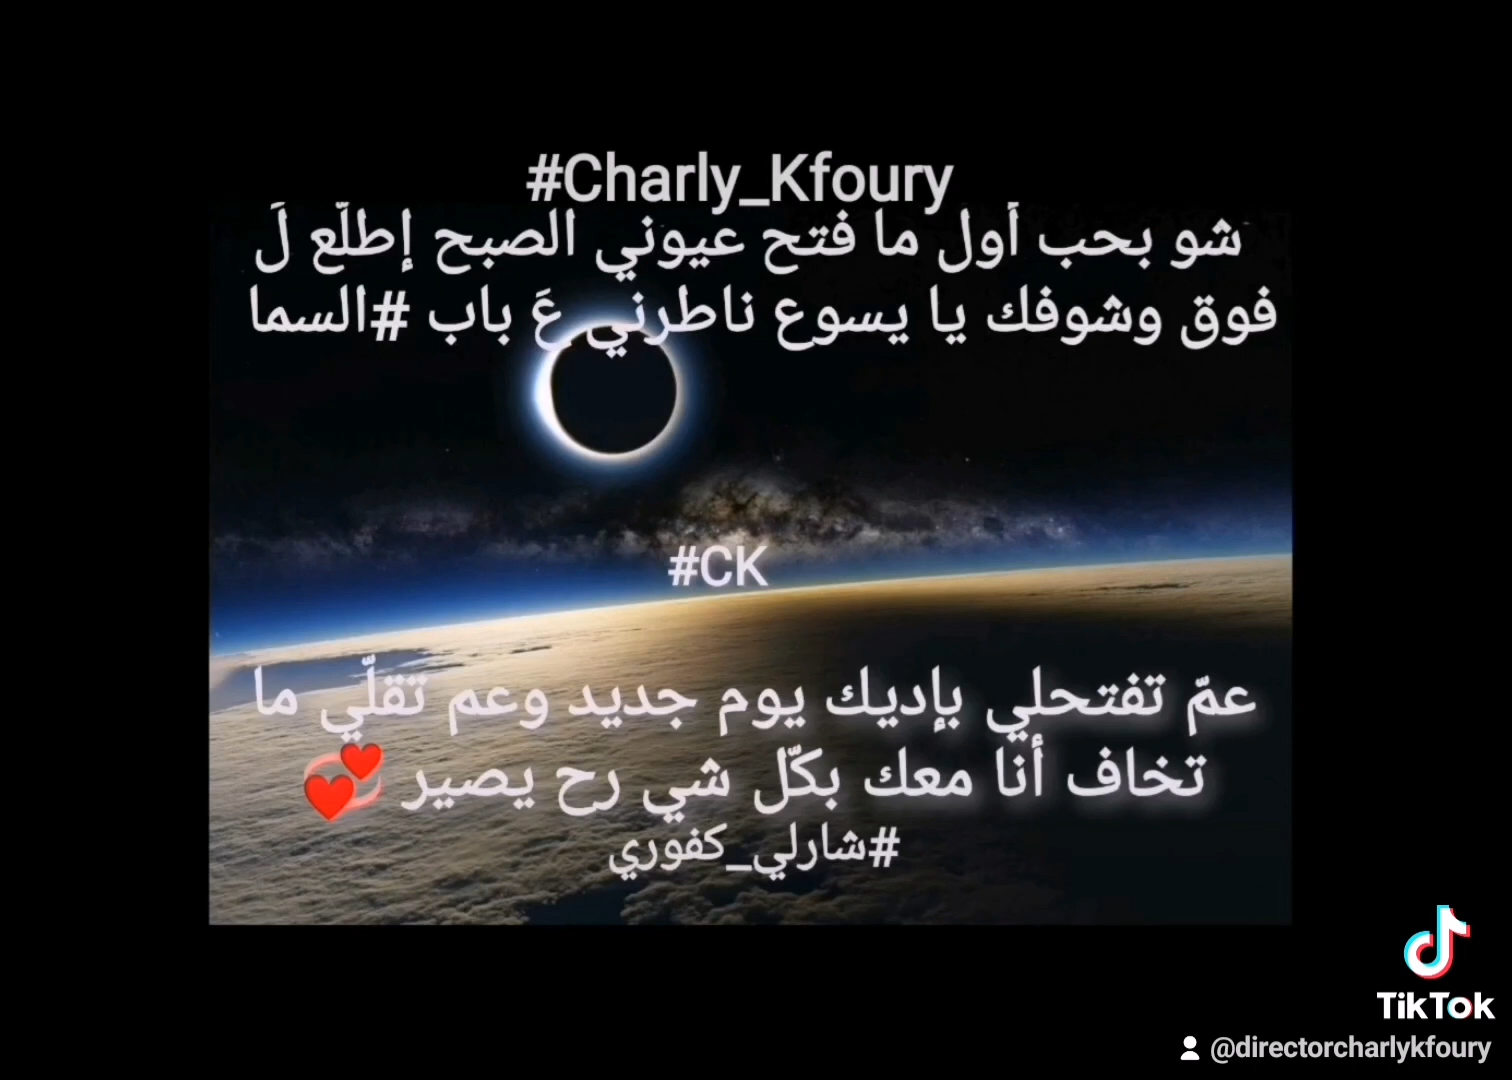 #Charly_Kfoury
شو بحب أول ما فتح عيوني الصبح إطلّع لَ
فوق وشوفك يا يسوع ناطرني عَ باب #السما
#CK
عمّ تفتحلي بإديك يوم جديد وعم تقلّي ما
تخاف أنا معك بكّل شي رح يصير 💞
#شارلي_كفوري
TikTok
@directorcharlykfoury